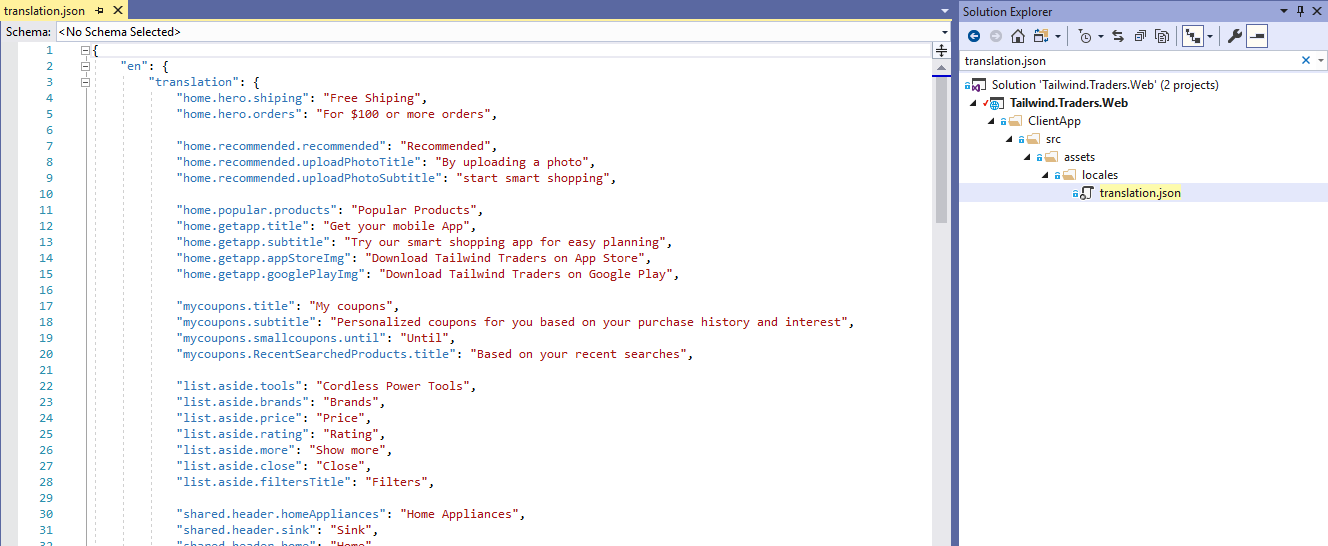 translation.json
Schema: <No Schema Selected>
1 {
2 "en": {
3 "translation": {
4 "home.hero.shiping": "Free Shiping",
5 "home.hero.orders": "For $100 or more orders",
6
7 "home.recommended.recommended": "Recommended",
8 "home.recommended.uploadPhotoTitle": "By uploading a photo",
9 "home.recommended.uploadPhotoSubtitle": "start smart shopping",
10
11 "home.popular.products": "Popular Products",
12 "home.getapp.title": "Get your mobile App",
13 "home.getapp.subtitle": "Try our smart shopping app for easy planning",
14 "home.getapp.appStoreImg": "Download Tailwind Traders on App Store",
15 "home.getapp.googlePlayImg": "Download Tailwind Traders on Google Play",
16
17 "mycoupons.title": "My coupons",
18 "mycoupons.subtitle": "Personalized coupons for you based on your purchase history and interest",
19 "mycoupons.smallcoupons.until": "Until",
20 "mycoupons.RecentSearchedProducts.title": "Based on your recent searches",
21
22 "list.aside.tools": "Cordless Power Tools",
23 "list.aside.brands": "Brands",
24 "list.aside.price": "Price",
25 "list.aside.rating": "Rating",
26 "list.aside.more": "Show more",
27 "list.aside.close": "Close",
28 "list.aside.filtersTitle": "Filters",
29
30 "shared.header.homeAppliances": "Home Appliances",
31 "shared.header.sink": "Sink",
32 "shared.header.home": "Home",
Solution Explorer
translation.json
Solution 'Tailwind.Traders.Web' (2 projects)
Tailwind.Traders.Web
ClientApp
src
assets
locales
translation.json